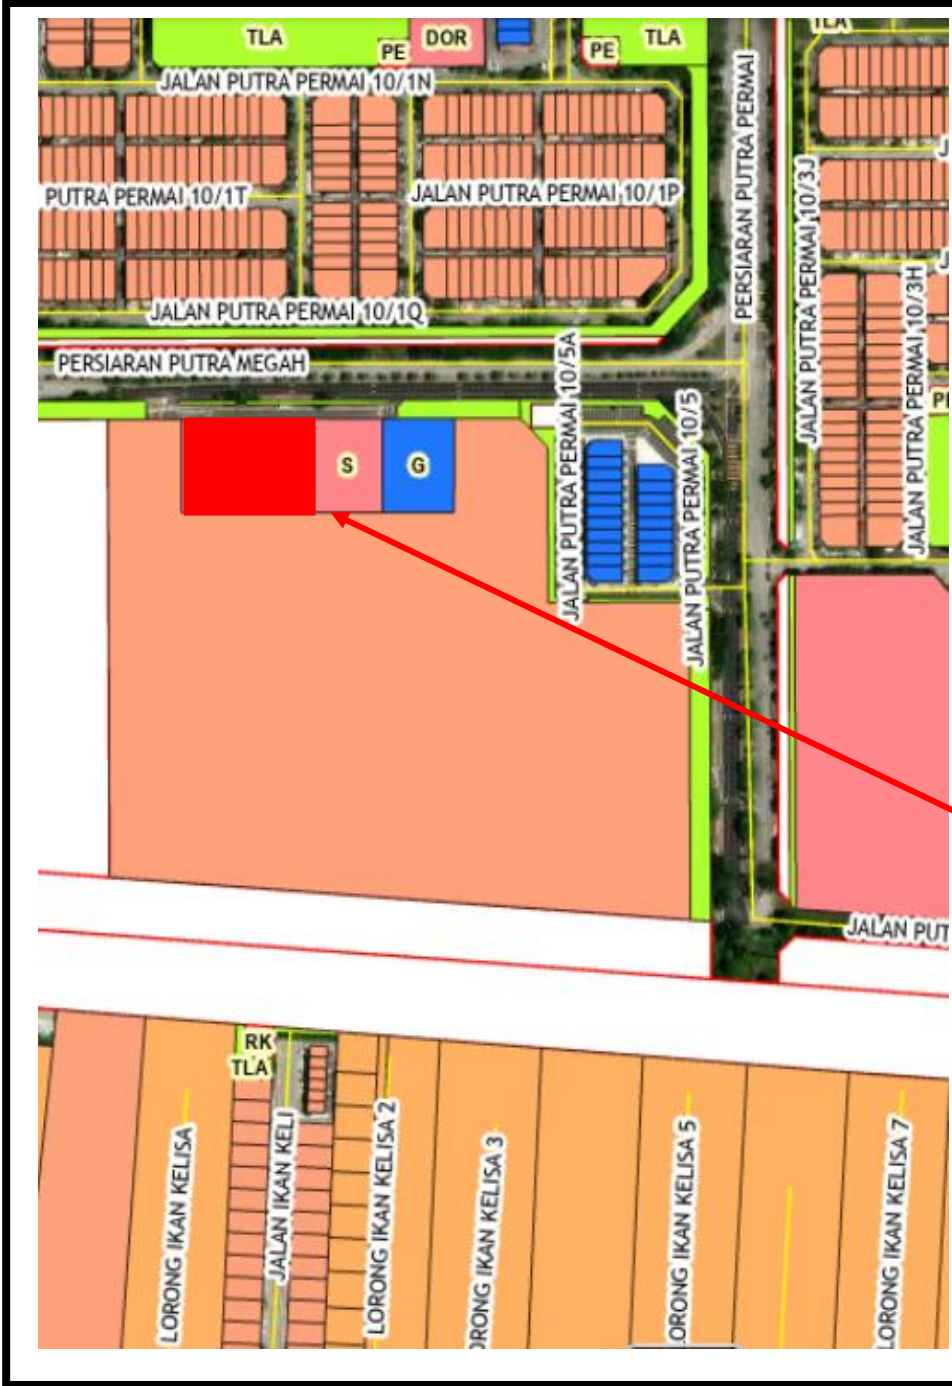 TLA
TLA
DOR
TLA
PE
PE
JALAN PUTRA PERMAI 10/1N
PERSIARAN PUTRA PERMAI
PUTRA PERMAI 10/1T
JALAN PUTRA PERMAI 10/1P
JALAN PUTRA PERMAI 10/3J
JALAN PUTRA PERMAI 10/1Q
JALAN PUTRA PERMAI 10/3H
PERSIARAN PUTRA MEGAH
JALAN PUTRA PERMAI 10/5A
JALAN PUTRA PERMAI 10/5
S
G
JALAN PUT
RK
TLA
LORONG IKAN KELISA
JALAN IKAN KELI
LORONG IKAN KELISA 2
ORONG IKAN KELISA 3
LORONG IKAN KELISA 5
LORONG IKAN KELISA 7